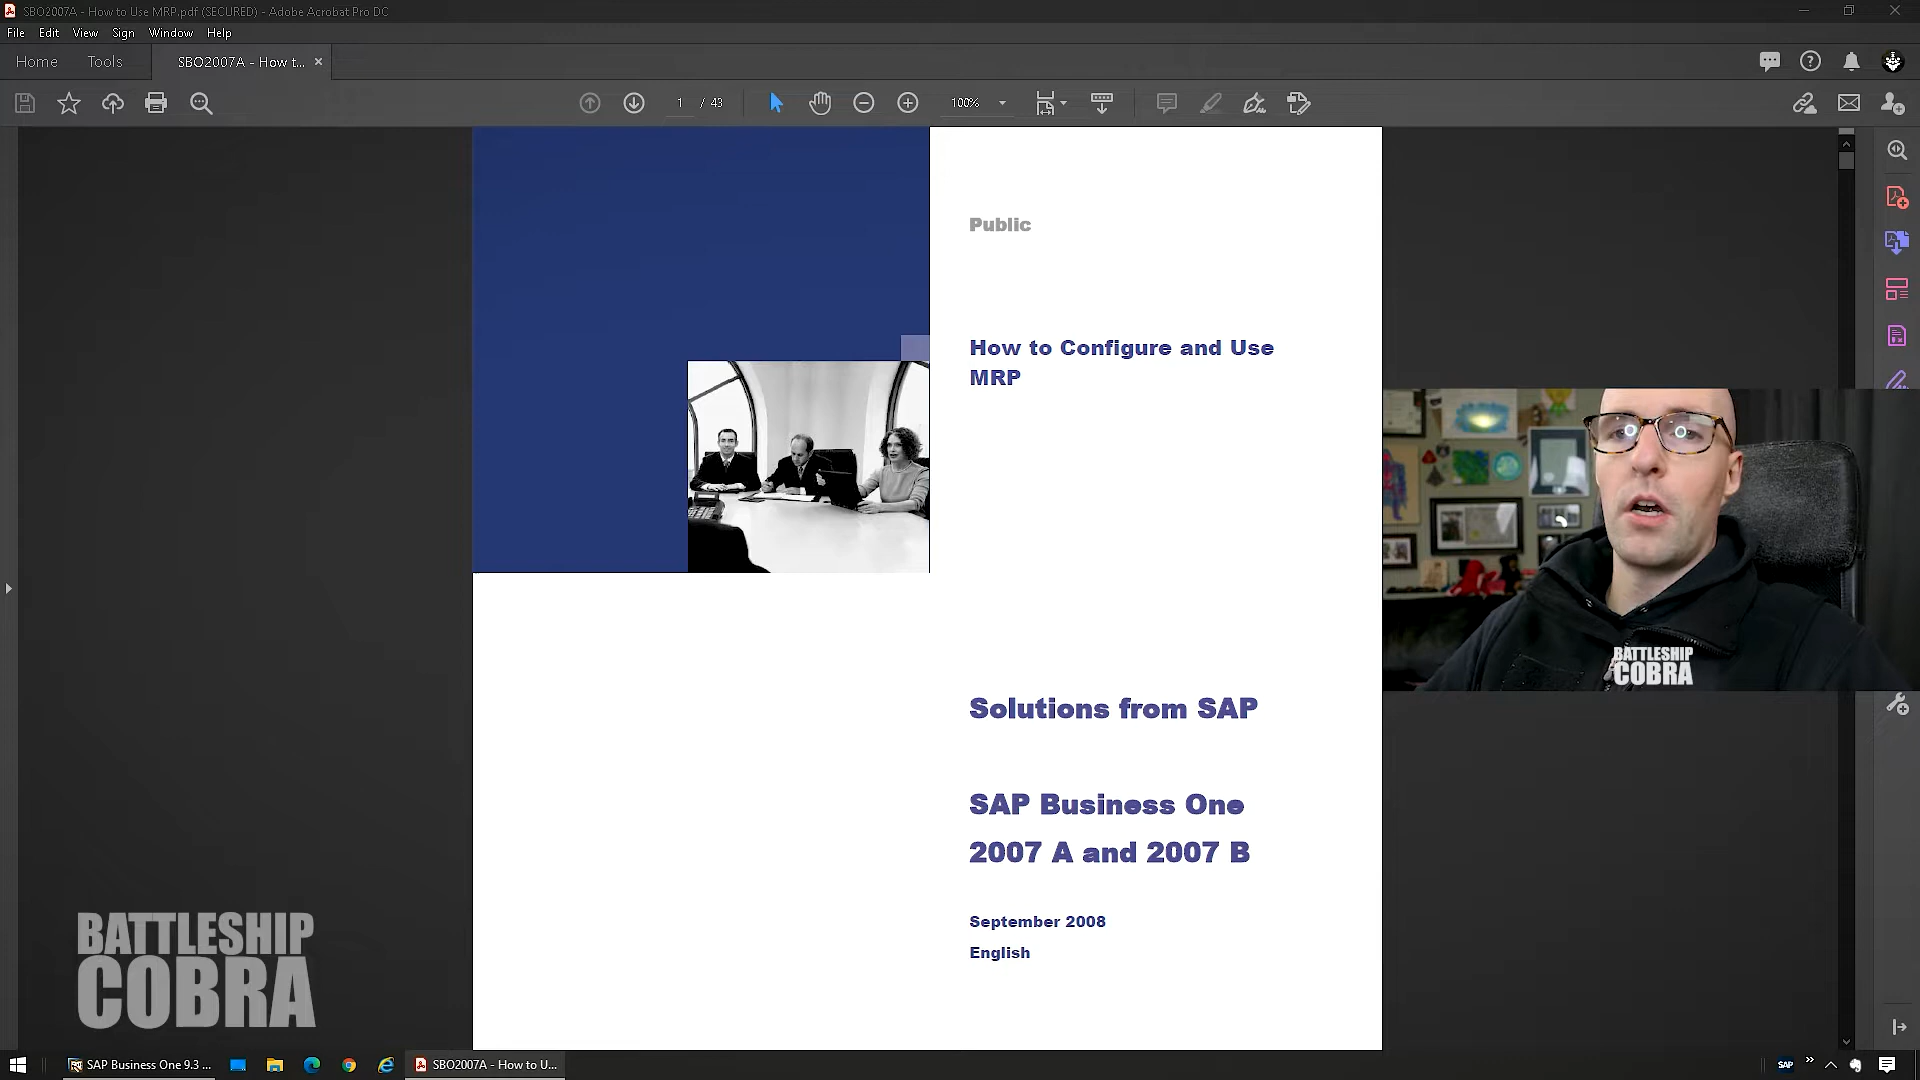 SBO2007A - How to Use MRP.pdf (SECURED) - Adobe Acrobat Pro DC
File Edit View Sign Window Help
Home Tools SBO2007A - How t... ×
1 / 43 100%
Public
How to Configure and Use
MRP
Solutions from SAP
SAP Business One
2007 A and 2007 B
September 2008
English
BATTLESHIP
COBRA
BATTLESHIP
COBRA
SAP Business One 9.3 ... SBO2007A - How to U... SAP